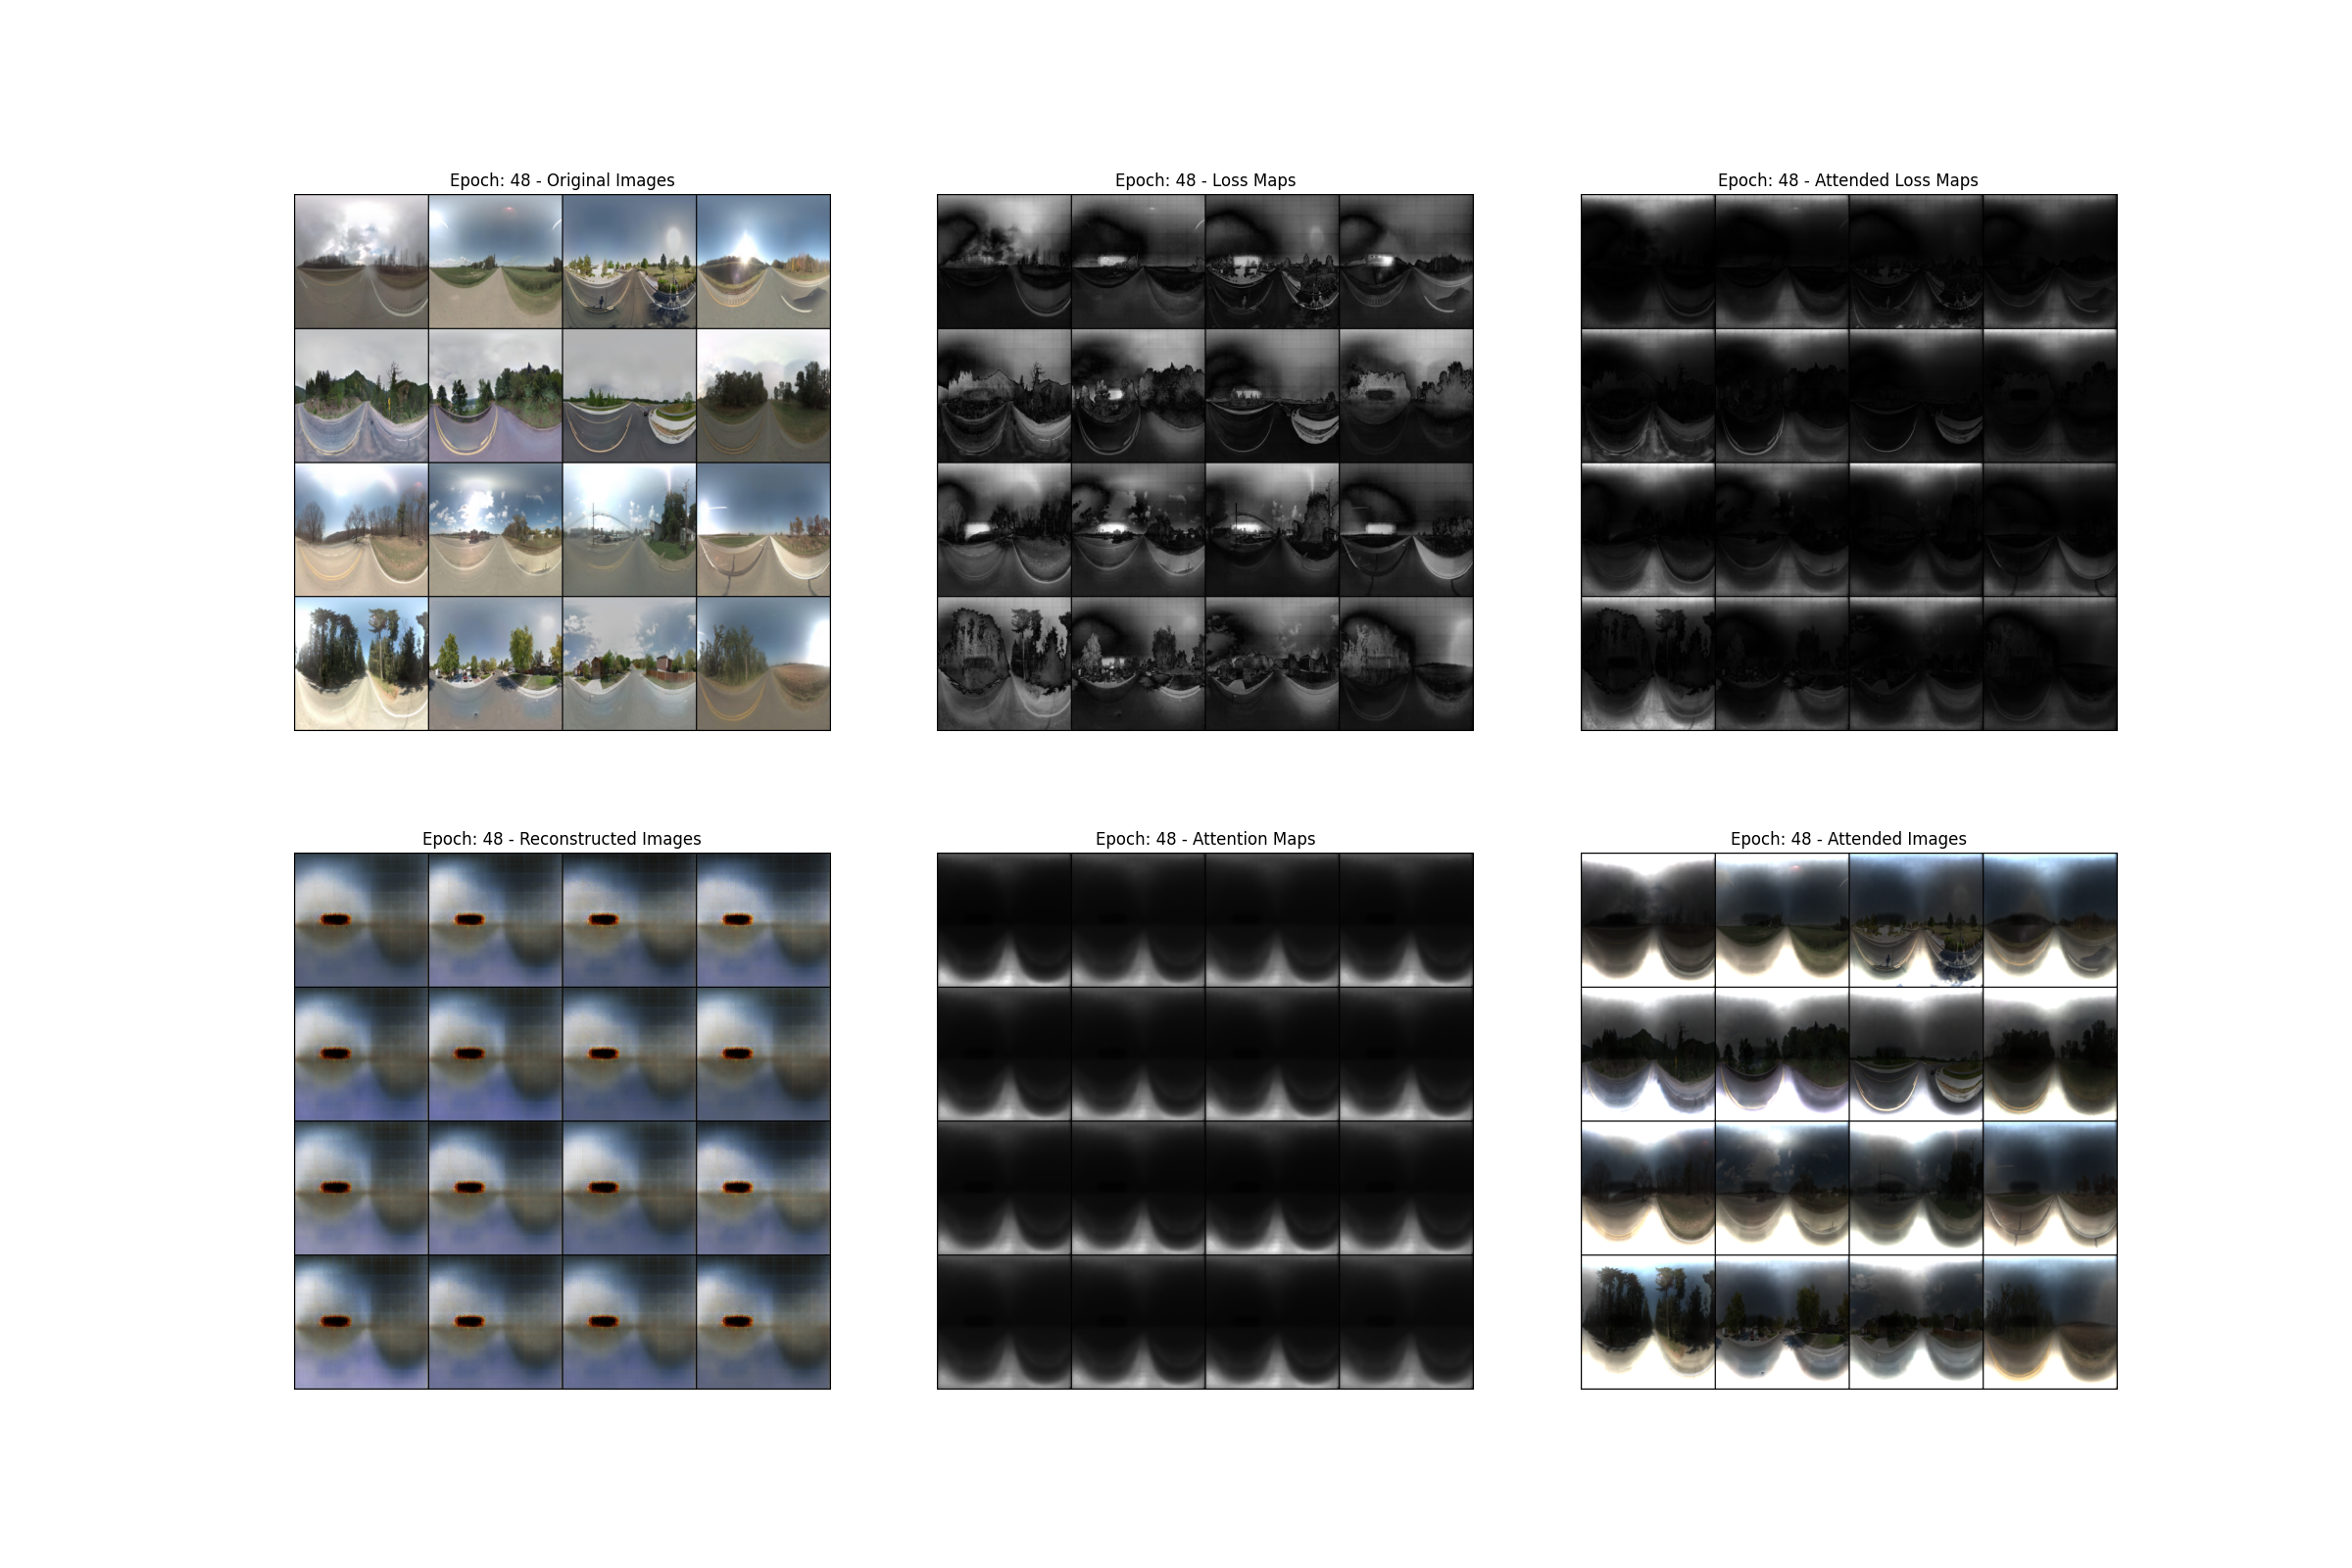 Epoch: 48 - Original Images
Epoch: 48 - Loss Maps
Epoch: 48 - Attended Loss Maps
Epoch: 48 - Reconstructed Images
Epoch: 48 - Attention Maps
Epoch: 48 - Attended Images